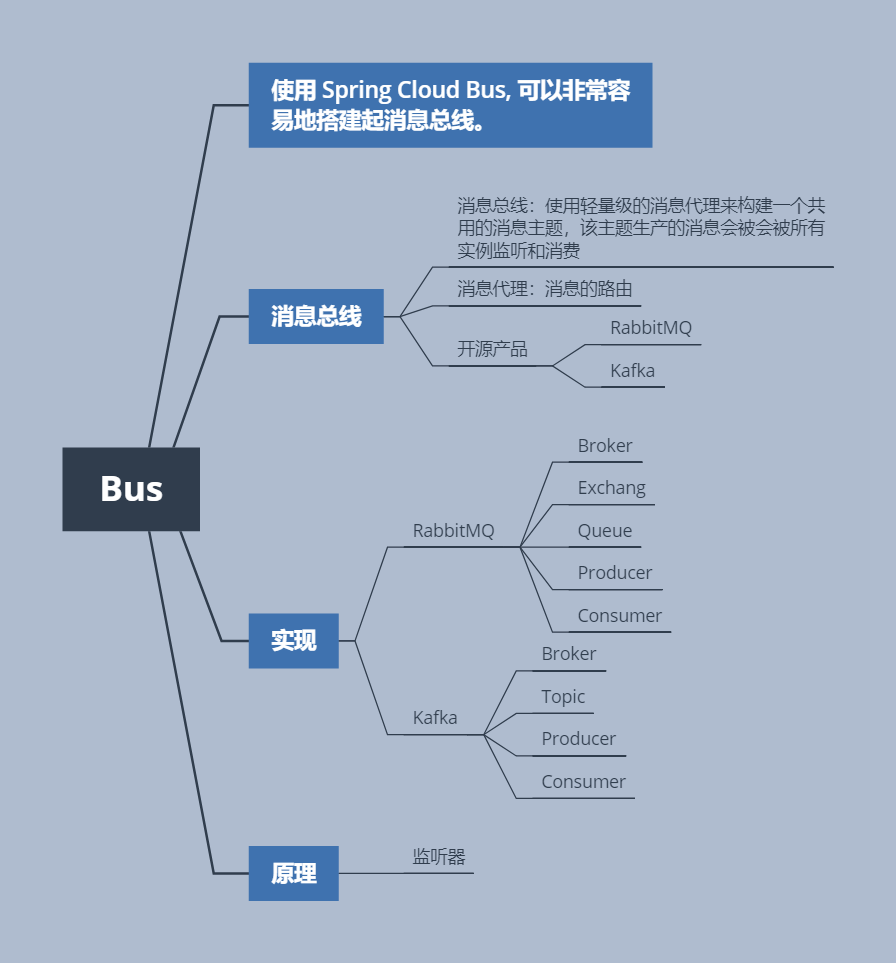 使用 Spring Cloud Bus, 可以非常容
易地搭建起消息总线。
消息总线：使用轻量级的消息代理来构建一个共
用的消息主题，该主题生产的消息会被会被所有
实例监听和消费
消息总线
消息代理：消息的路由
开源产品
RabbitMQ
Kafka
Bus
实现
RabbitMQ
Broker
Exchang
Queue
Producer
Consumer
Kafka
Broker
Topic
Producer
Consumer
原理
监听器